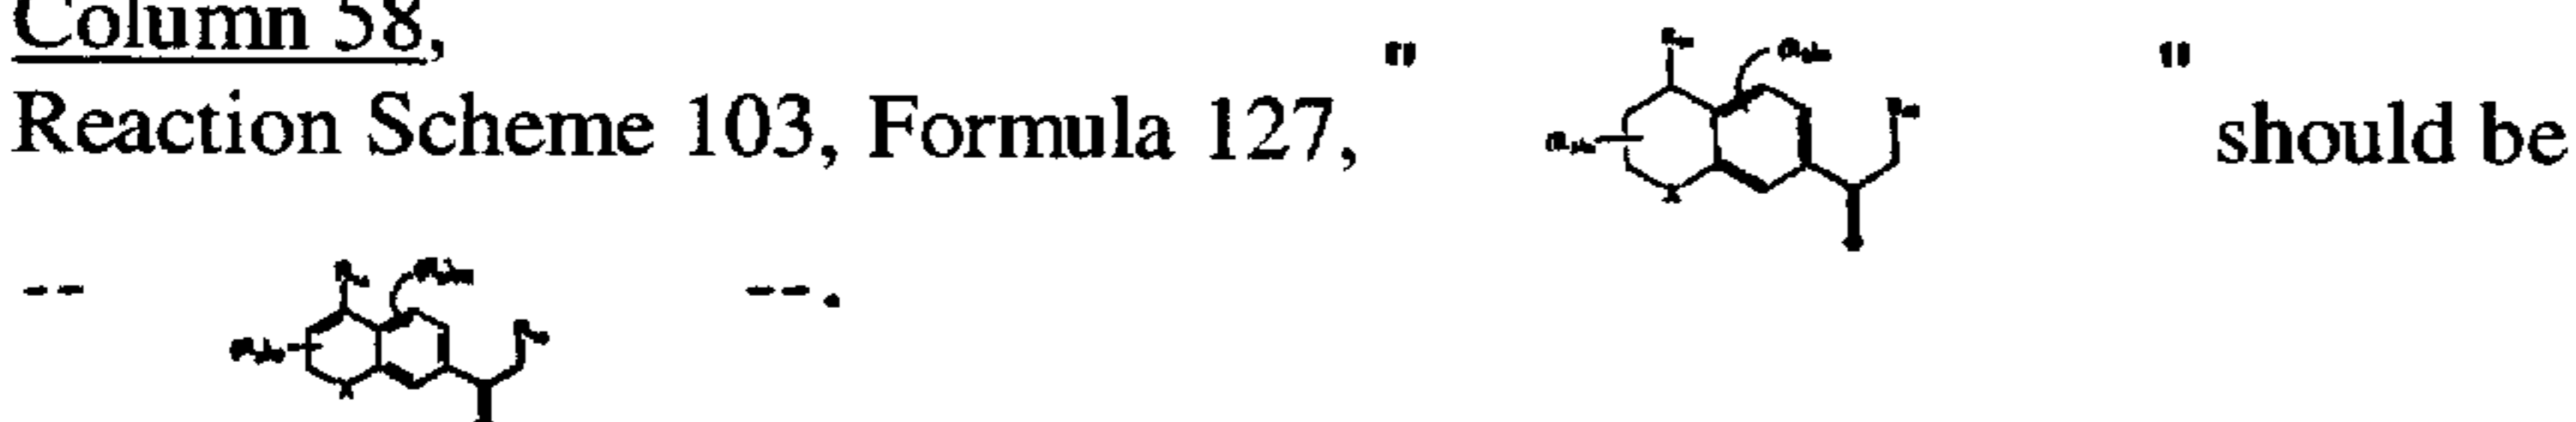 Column 58,
Reaction Scheme 103, Formula 127, " " should be
-- --.